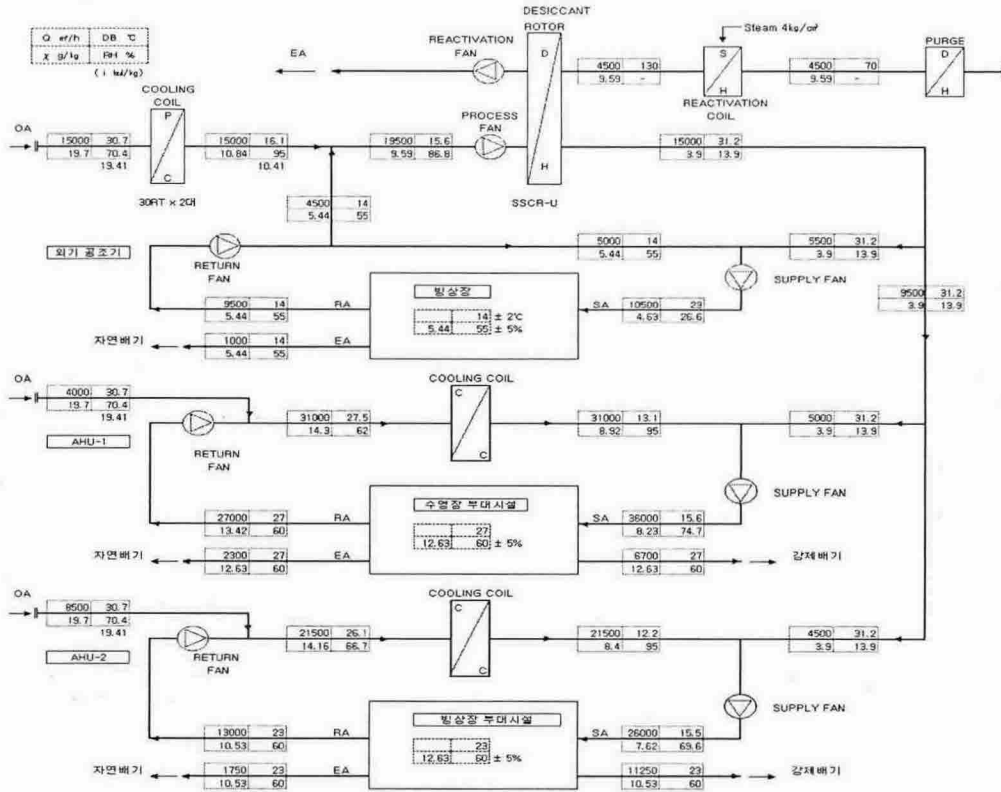 Q ㎥/h DB ℃
χ g/kg RH %
(i kcal/kg)
DESICCANT
ROTOR
Steam 4kg/㎠
EA
REACTIVATION
FAN
D
4500 130
9.59 -
S
H
REACTIVATION
COIL
4500 70
9.59 -
PURGE
D
H
COOLING
COIL
OA
15000 30.7
19.7 70.4
19.41
P
C
30RT x 2대
15000 16.1
10.84 95
10.41
19500 15.6
9.59 86.8
PROCESS
FAN
H
SSCR-U
15000 31.2
3.9 13.9
4500 14
5.44 55
외기 공조기
RETURN
FAN
5000 14
5.44 55
5500 31.2
3.9 13.9
SUPPLY FAN
9500 31.2
3.9 13.9
9500 14
5.44 55
RA
빙상장
14 ± 2℃
5.44 55 ± 5%
SA
10500 23
4.63 26.6
자연배기
1000 14
5.44 55
EA
OA
4000 30.7
19.7 70.4
19.41
AHU-1
RETURN
FAN
31000 27.5
14.3 62
COOLING COIL
C
C
31000 13.1
8.92 95
5000 31.2
3.9 13.9
SUPPLY FAN
27000 27
13.42 60
RA
수영장 부대시설
27
12.63 60 ± 5%
SA
36000 15.6
8.23 74.7
자연배기
2300 27
12.63 60
EA
6700 27
12.63 60
강제배기
OA
8500 30.7
19.7 70.4
19.41
AHU-2
RETURN
FAN
21500 26.1
14.16 66.7
COOLING COIL
C
C
21500 12.2
8.4 95
4500 31.2
3.9 13.9
SUPPLY FAN
13000 23
10.53 60
RA
빙상장 부대시설
23
12.63 60 ± 5%
SA
26000 15.5
7.62 69.6
자연배기
1750 23
10.53 60
EA
11250 23
10.53 60
강제배기